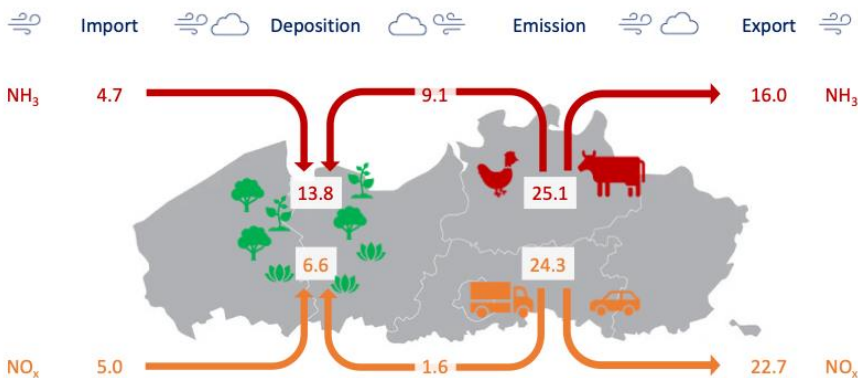 Import Deposition Emission Export
NH₃ 4.7 9.1 16.0 NH₃
13.8 25.1
6.6 24.3
NOₓ 5.0 1.6 22.7 NOₓ